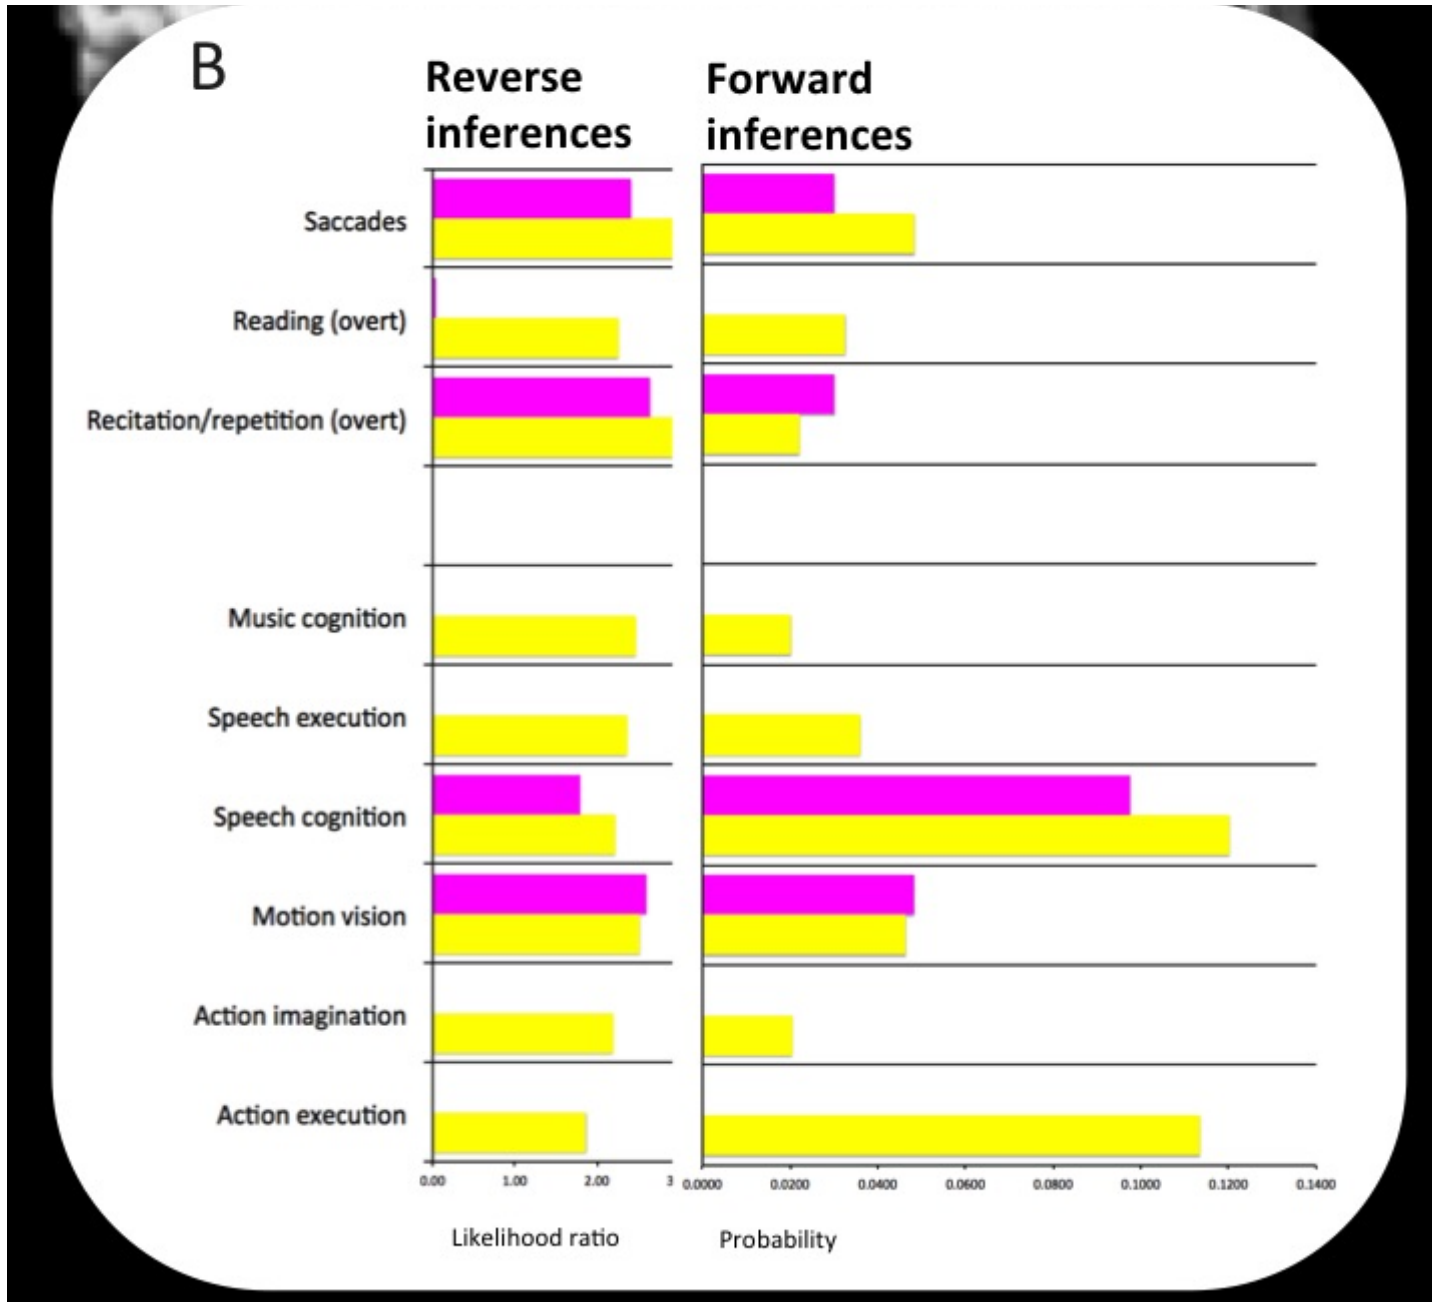 B
Reverse
inferences
Forward
inferences
Saccades
Reading (overt)
Recitation/repetition (overt)
Music cognition
Speech execution
Speech cognition
Motion vision
Action imagination
Action execution
0.00 1.00 2.00 3
0.0000 0.0200 0.0400 0.0600 0.0800 0.1000 0.1200 0.1400
Likelihood ratio
Probability